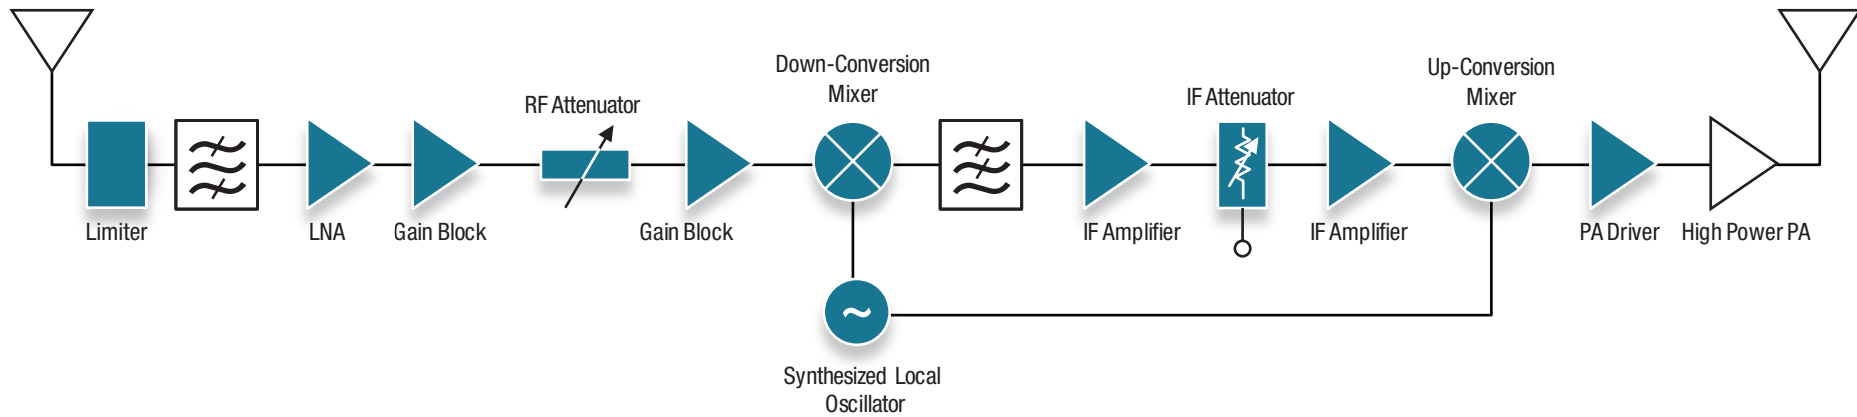 Down-Conversion
Mixer
Up-Conversion
Mixer
RF Attenuator
IF Attenuator
Limiter
LNA
Gain Block
Gain Block
IF Amplifier
IF Amplifier
PA Driver
High Power PA
Synthesized Local
Oscillator